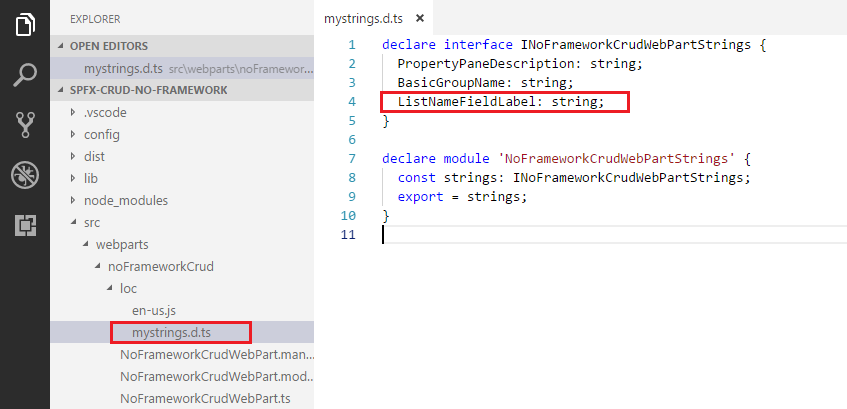 EXPLORER
OPEN EDITORS
mystrings.d.ts src\webparts\noFramewor...
SPFX-CRUD-NO-FRAMEWORK
.vscode
config
dist
lib
node_modules
src
webparts
noFrameworkCrud
loc
en-us.js
mystrings.d.ts
NoFrameworkCrudWebPart.man...
NoFrameworkCrudWebPart.mod...
NoFrameworkCrudWebPart.ts
mystrings.d.ts
1 declare interface INoFrameworkCrudWebPartStrings {
2 PropertyPaneDescription: string;
3 BasicGroupName: string;
4 ListNameFieldLabel: string;
5 }
6
7 declare module 'NoFrameworkCrudWebPartStrings' {
8 const strings: INoFrameworkCrudWebPartStrings;
9 export = strings;
10 }
11